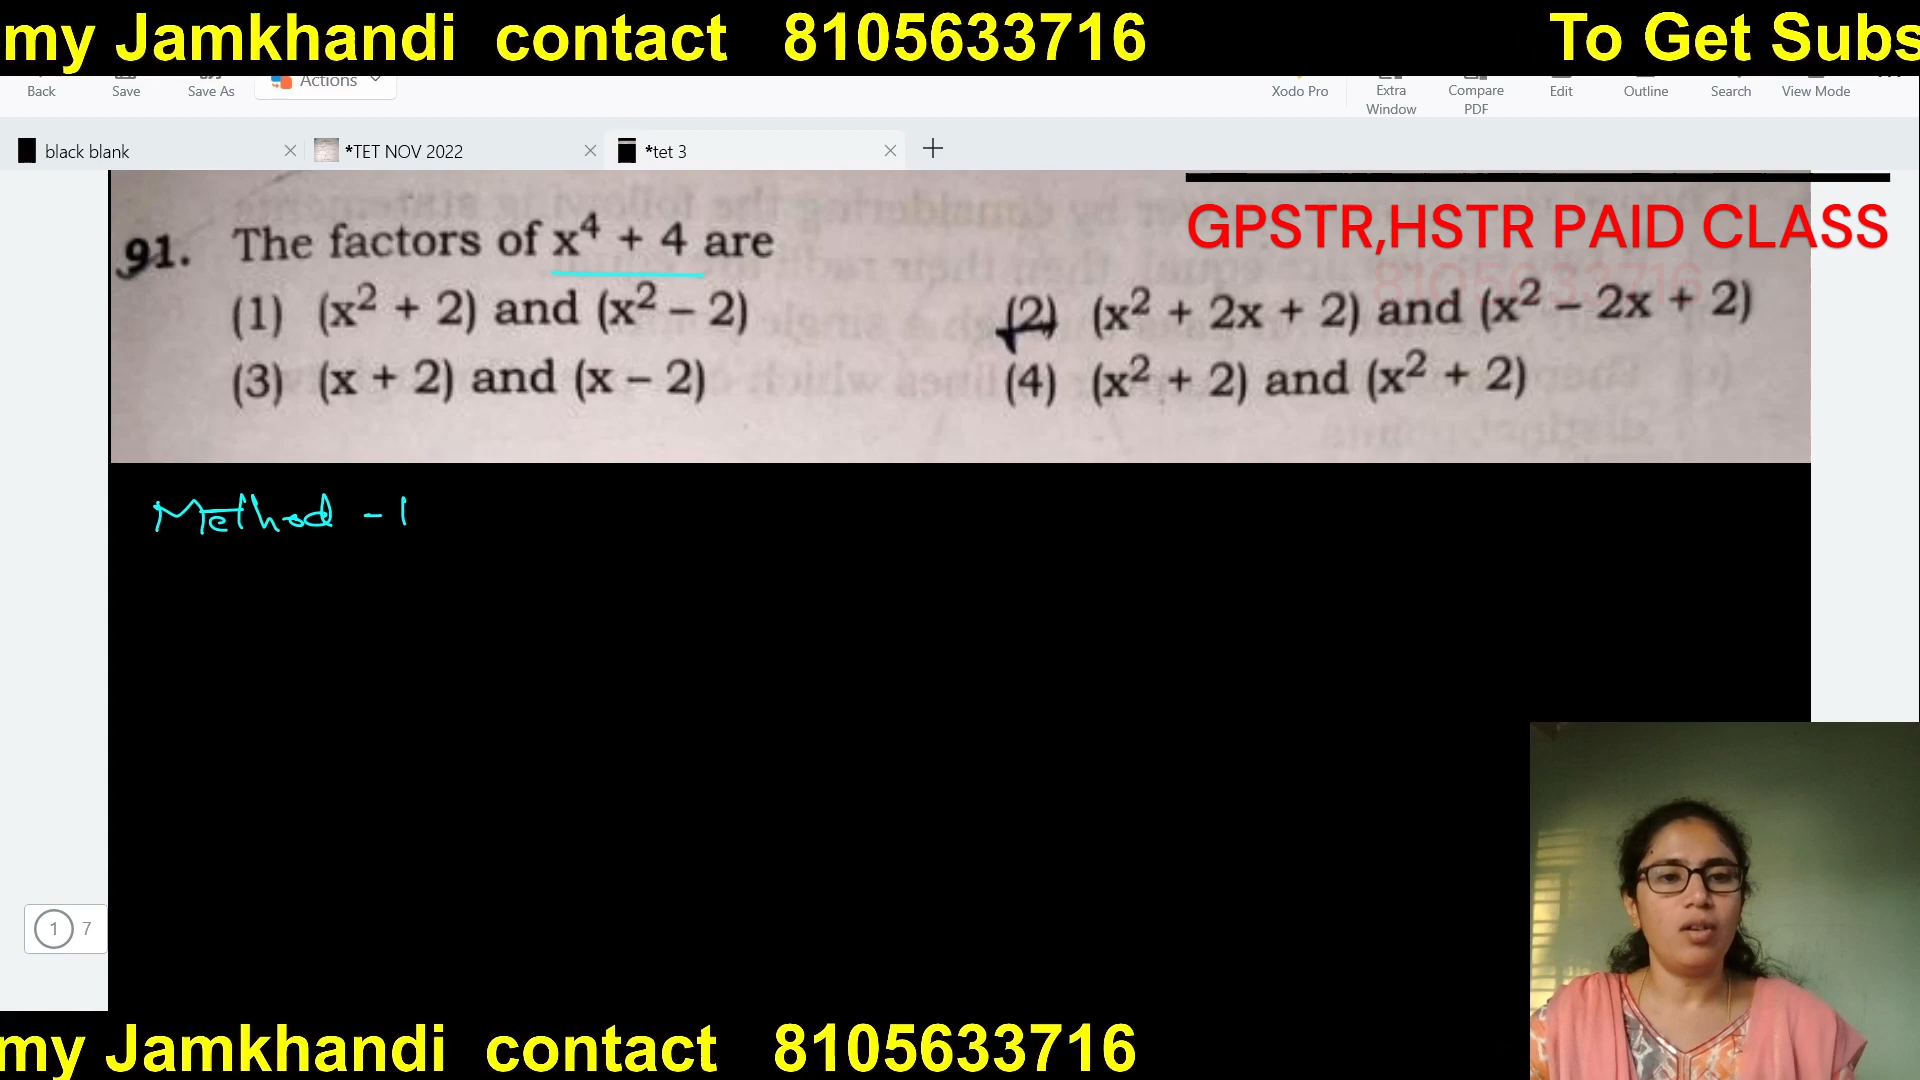 my Jamkhandi contact 8105633716 To Get Subs
Back Save Save As Actions Xodo Pro Extra Window Compare PDF Edit Outline Search View Mode
black blank *TET NOV 2022 *tet 3
GPSTR,HSTR PAID CLASS
8105633716
91. The factors of x⁴ + 4 are
(1) (x² + 2) and (x² – 2) (2) (x² + 2x + 2) and (x² – 2x + 2)
(3) (x + 2) and (x – 2) (4) (x² + 2) and (x² + 2)
Method - 1
1 7
my Jamkhandi contact 8105633716